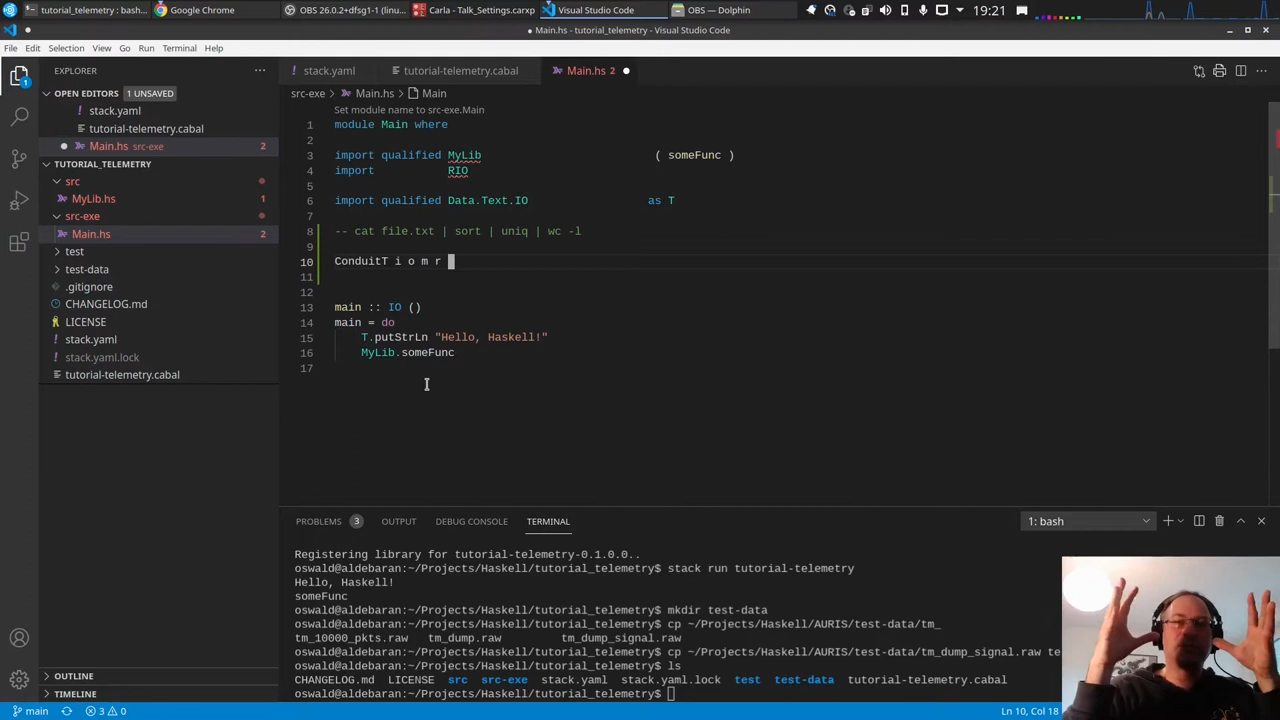 tutorial_telemetry : bash...
Google Chrome
OBS 26.0.2+dfsg1-1 (linu...
Carla - Talk_Settings.carxp
Visual Studio Code
OBS — Dolphin
19:21
● Main.hs - tutorial_telemetry - Visual Studio Code
File Edit Selection View Go Run Terminal Help
EXPLORER
OPEN EDITORS 1 UNSAVED
stack.yaml
tutorial-telemetry.cabal
Main.hs src-exe 2
TUTORIAL_TELEMETRY
src
MyLib.hs 1
src-exe
Main.hs 2
test
test-data
.gitignore
CHANGELOG.md
LICENSE
stack.yaml
stack.yaml.lock
tutorial-telemetry.cabal
OUTLINE
TIMELINE
1
! stack.yaml
tutorial-telemetry.cabal
Main.hs 2
src-exe > Main.hs > Main
Set module name to src-exe.Main
1 module Main where
2
3 import qualified MyLib ( someFunc )
4 import RIO
5
6 import qualified Data.Text.IO as T
7
8 -- cat file.txt | sort | uniq | wc -l
9
10 ConduitT i o m r
11
12
13 main :: IO ()
14 main = do
15 T.putStrLn "Hello, Haskell!"
16 MyLib.someFunc
17
PROBLEMS 3 OUTPUT DEBUG CONSOLE TERMINAL
1: bash
Registering library for tutorial-telemetry-0.1.0.0..
oswald@aldebaran:~/Projects/Haskell/tutorial_telemetry$ stack run tutorial-telemetry
Hello, Haskell!
someFunc
oswald@aldebaran:~/Projects/Haskell/tutorial_telemetry$ mkdir test-data
oswald@aldebaran:~/Projects/Haskell/tutorial_telemetry$ cp ~/Projects/Haskell/AURIS/test-data/tm_
tm_10000_pkts.raw tm_dump.raw tm_dump_signal.raw
oswald@aldebaran:~/Projects/Haskell/tutorial_telemetry$ cp ~/Projects/Haskell/AURIS/test-data/tm_dump_signal.raw te
oswald@aldebaran:~/Projects/Haskell/tutorial_telemetry$ ls
CHANGELOG.md LICENSE src src-exe stack.yaml stack.yaml.lock test test-data tutorial-telemetry.cabal
oswald@aldebaran:~/Projects/Haskell/tutorial_telemetry$
main 3 0
Ln 10, Col 18